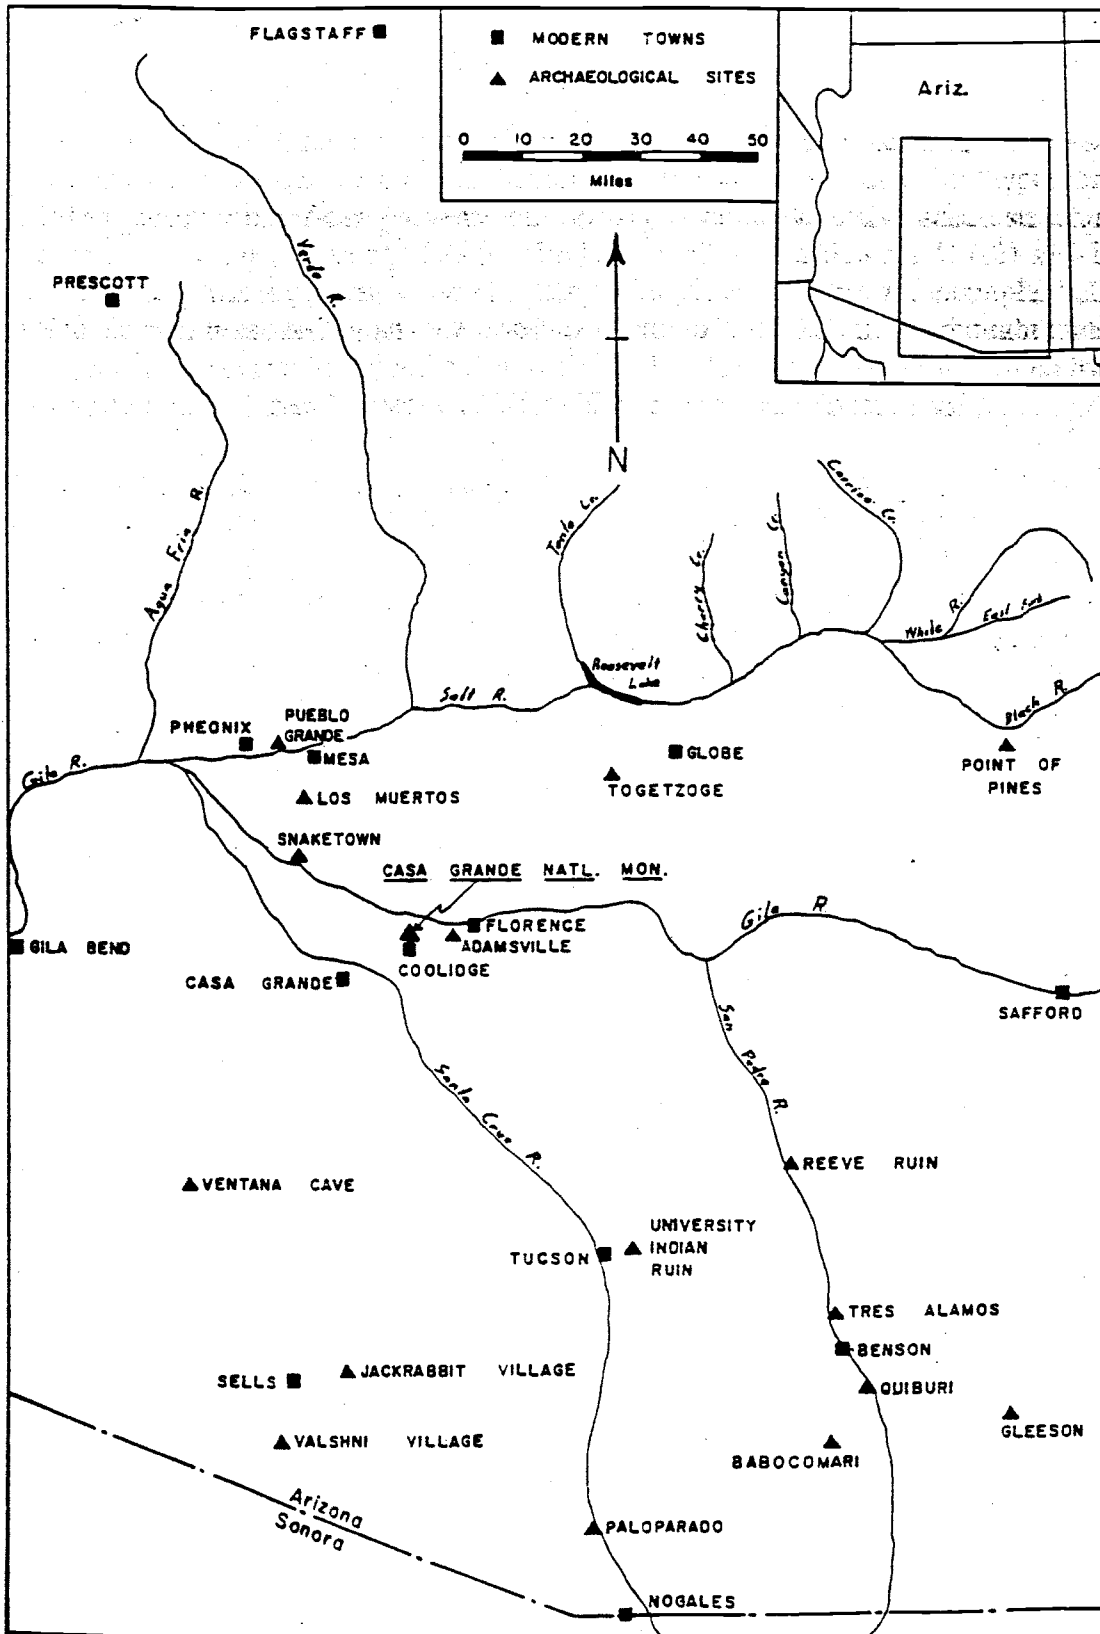 FLAGSTAFF
MODERN TOWNS
ARCHAEOLOGICAL SITES
0 10 20 30 40 50
Miles
Ariz.
PRESCOTT
Verde R.
N
Agua Fria R.
Tonto Cr.
Cherry Cr.
Canyon Cr.
Carrizo Cr.
White R.
East Fork
Black R.
Roosevelt
Lake
Salt R.
PHEONIX
PUEBLO
GRANDE
MESA
GLOBE
TOGETZOGE
POINT OF
PINES
Gila R.
LOS MUERTOS
SNAKETOWN
CASA GRANDE NATL. MON.
FLORENCE
ADAMSVILLE
COOLIDGE
GILA BEND
CASA GRANDE
Gila R
SAFFORD
San Pedro R.
Santa Cruz R.
REEVE RUIN
VENTANA CAVE
UNIVERSITY
INDIAN
RUIN
TUCSON
TRES ALAMOS
BENSON
QUIBURI
GLEESON
JACKRABBIT VILLAGE
SELLS
VALSHNI VILLAGE
BABOCOMARI
Arizona
Sonora
PALOPARADO
NOGALES